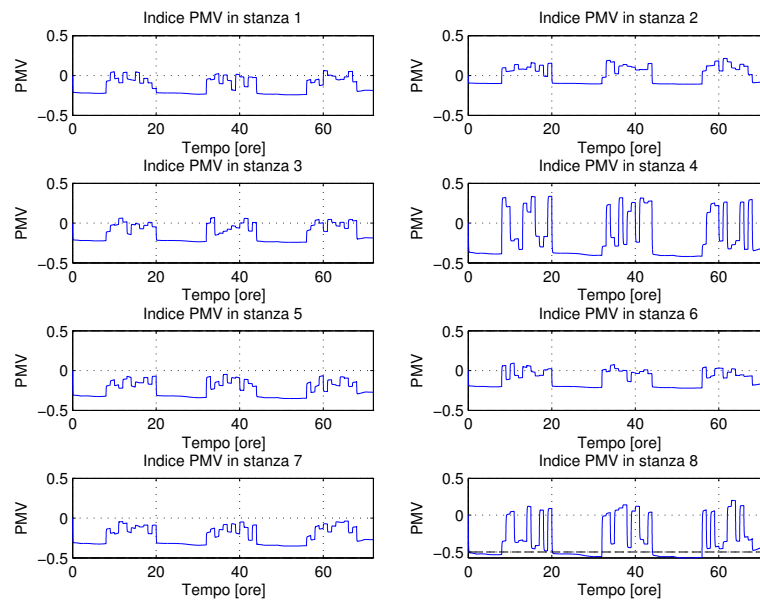 Indice PMV in stanza 1
0.5
0
−0.5
PMV
0 20 40 60
Tempo [ore]
Indice PMV in stanza 2
0.5
0
−0.5
PMV
0 20 40 60
Tempo [ore]
Indice PMV in stanza 3
0.5
0
−0.5
PMV
0 20 40 60
Tempo [ore]
Indice PMV in stanza 4
0.5
0
−0.5
PMV
0 20 40 60
Tempo [ore]
Indice PMV in stanza 5
0.5
0
−0.5
PMV
0 20 40 60
Tempo [ore]
Indice PMV in stanza 6
0.5
0
−0.5
PMV
0 20 40 60
Tempo [ore]
Indice PMV in stanza 7
0.5
0
−0.5
PMV
0 20 40 60
Tempo [ore]
Indice PMV in stanza 8
0.5
0
−0.5
PMV
0 20 40 60
Tempo [ore]